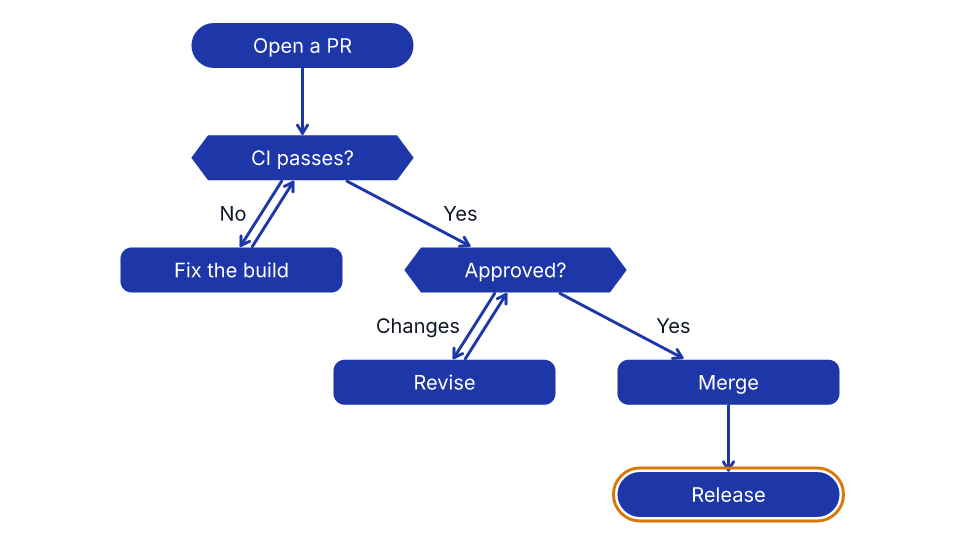 Open a PR
CI passes?
No
Yes
Fix the build
Approved?
Changes
Yes
Revise
Merge
Release